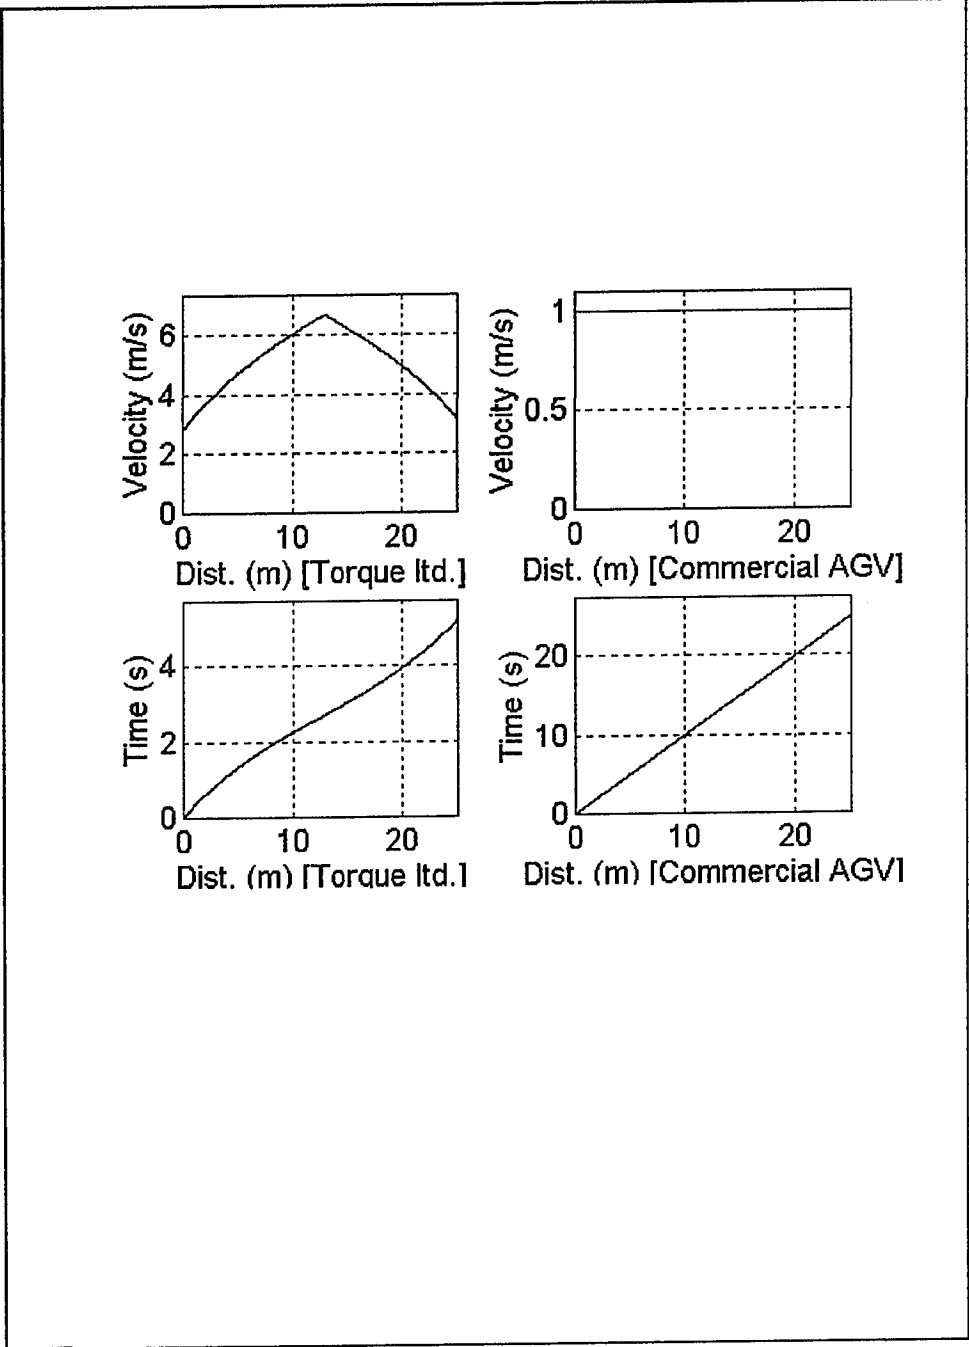 Velocity (m/s)
6
4
2
0
0 10 20
Dist. (m) [Torque ltd.]
Velocity (m/s)
1
0.5
0
0 10 20
Dist. (m) [Commercial AGV]
Time (s)
4
2
0
0 10 20
Dist. (m) [Torque ltd.]
Time (s)
20
10
0
0 10 20
Dist. (m) [Commercial AGV]